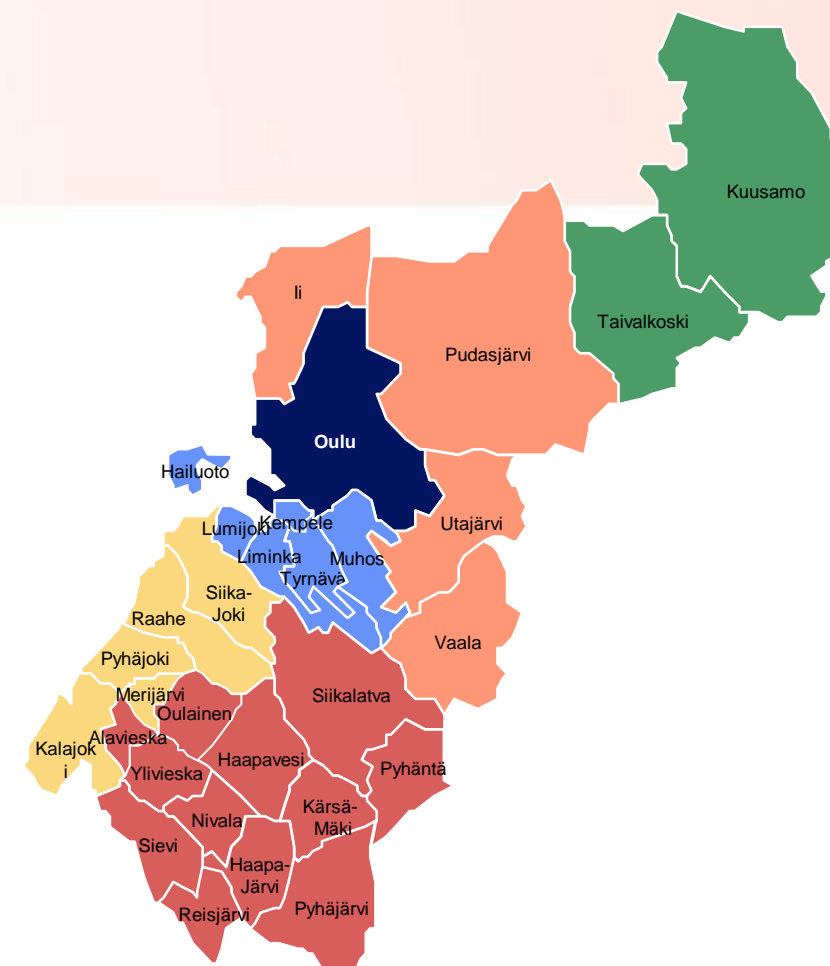 Kuusamo
Ii
Taivalkoski
Pudasjärvi
Oulu
Hailuoto
Kempele
Utajärvi
Lumijoki
Liminka
Muhos
Tyrnävä
Siika-
Joki
Raahe
Vaala
Pyhäjoki
Merijärvi
Siikalatva
Oulainen
Alavieska
Kalajok
i
Haapavesi
Pyhäntä
Ylivieska
Kärsä-
Mäki
Nivala
Sievi
Haapa-
Järvi
Reisjärvi
Pyhäjärvi